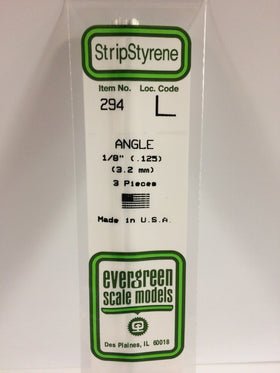 StripStyrene
Item No. Loc. Code
294
ANGLE
1/8" (.125)
(3.2 mm)
3 Pieces
Made in U.S.A.
evergreen
scale models
Des Plaines, IL 60018